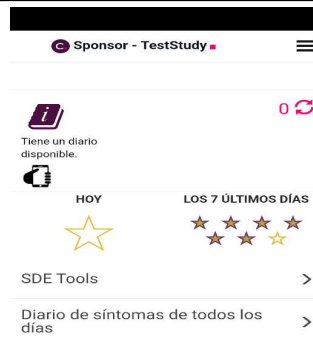 C Sponsor - TestStudy
0
Tiene un diario
disponible.
HOY
LOS 7 ÚLTIMOS DÍAS
SDE Tools
Diario de síntomas de todos los
días